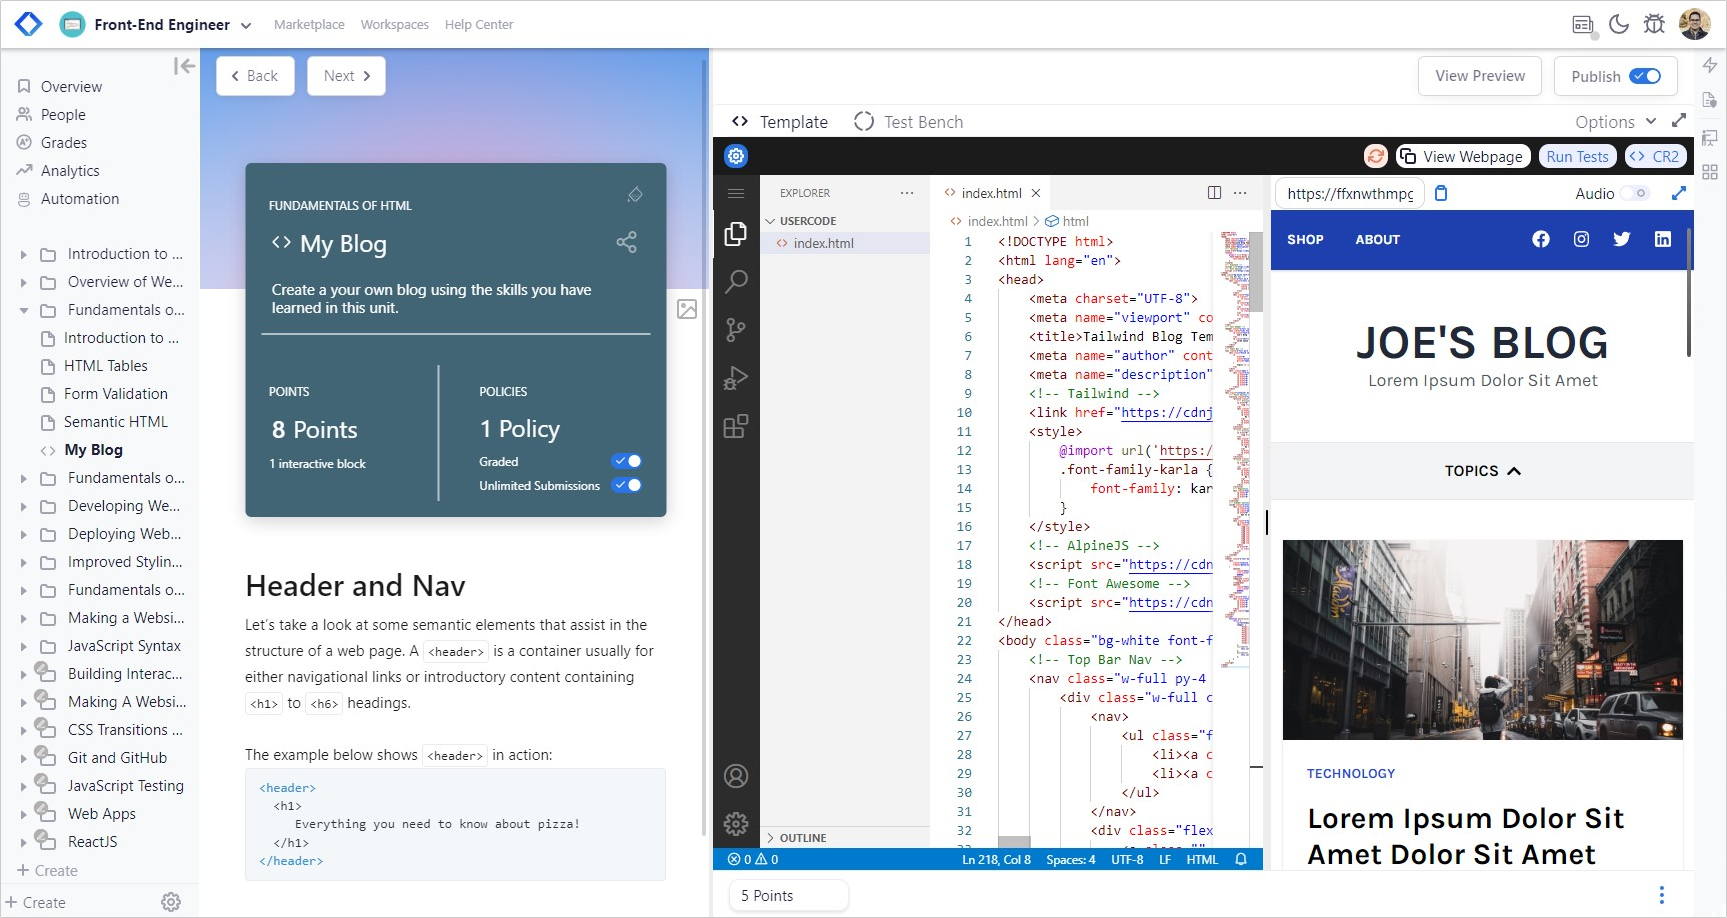 Front-End Engineer
Marketplace
Workspaces
Help Center
Overview
People
Grades
Analytics
Automation
Introduction to ...
Overview of We...
Fundamentals o...
Introduction to ...
HTML Tables
Form Validation
Semantic HTML
My Blog
Fundamentals o...
Developing We...
Deploying Web...
Improved Stylin...
Fundamentals o...
Making a Websi...
JavaScript Syntax
Building Interac...
Making A Websi...
CSS Transitions ...
Git and GitHub
JavaScript Testing
Web Apps
ReactJS
+ Create
+ Create
Back
Next
FUNDAMENTALS OF HTML
<> My Blog
Create a your own blog using the skills you have
learned in this unit.
POINTS
8 Points
1 interactive block
POLICIES
1 Policy
Graded
Unlimited Submissions
Header and Nav
Let's take a look at some semantic elements that assist in the
structure of a web page. A <header> is a container usually for
either navigational links or introductory content containing
<h1> to <h6> headings.
The example below shows <header> in action:
<header>
<h1>
Everything you need to know about pizza!
</h1>
</header>
View Preview
Publish
<> Template
Test Bench
Options
View Webpage
Run Tests
<> CR2
EXPLORER
USERCODE
<> index.html
OUTLINE
<> index.html
<> index.html > html
1 <!DOCTYPE html>
2 <html lang="en">
3 <head>
4 <meta charset="UTF-8">
5 <meta name="viewport" co
6 <title>Tailwind Blog Tem
7 <meta name="author" cont
8 <meta name="description"
9 <!-- Tailwind -->
10 <link href="https://cdnj
11 <style>
12 @import url('https:/
13 .font-family-karla {
14 font-family: kar
15 }
16 </style>
17 <!-- AlpineJS -->
18 <script src="https://cdn
19 <!-- Font Awesome -->
20 <script src="https://cdn
21 </head>
22 <body class="bg-white font-f
23 <!-- Top Bar Nav -->
24 <nav class="w-full py-4
25 <div class="w-full c
26 <nav>
27 <ul class="f
28 <li><a c
29 <li><a c
30 </ul>
31 </nav>
32 <div class="flex
0 0
Ln 218, Col 8
Spaces: 4
UTF-8
LF
HTML
5 Points
https://ffxnwthmpg
Audio
SHOP
ABOUT
JOE'S BLOG
Lorem Ipsum Dolor Sit Amet
TOPICS
TECHNOLOGY
Lorem Ipsum Dolor Sit
Amet Dolor Sit Amet